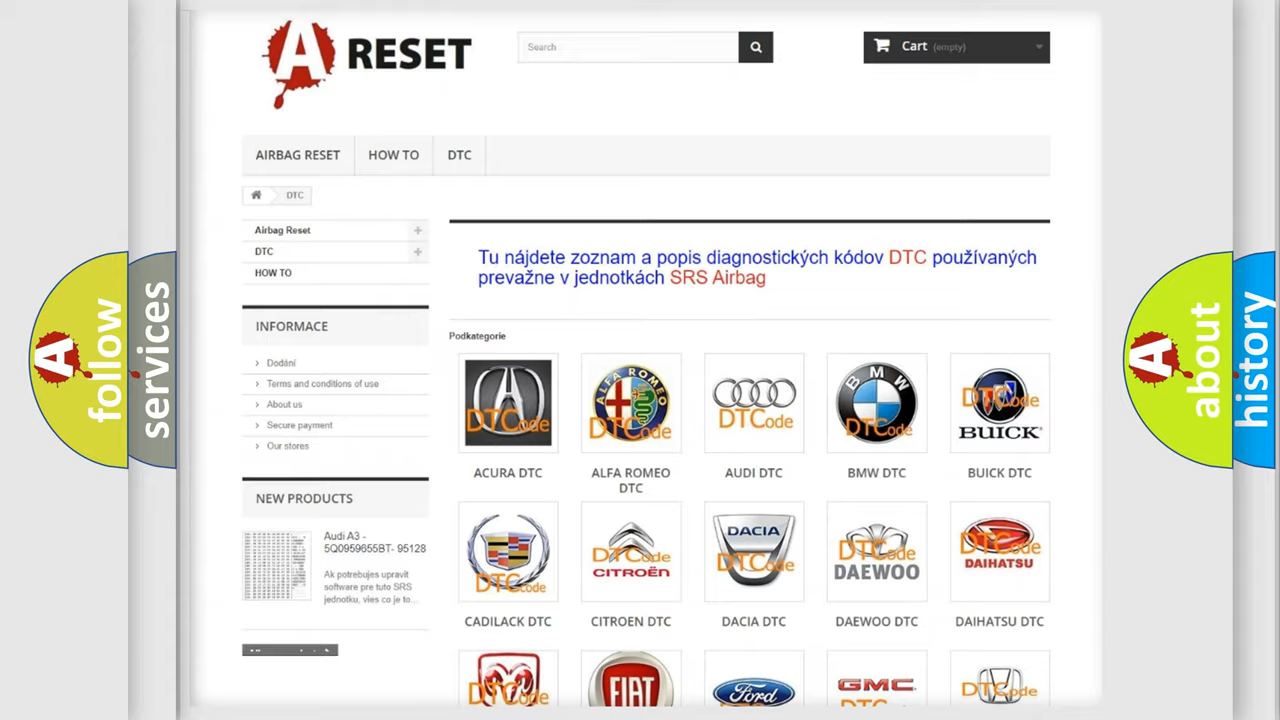 A RESET
Search
Cart (empty)
AIRBAG RESET
HOW TO
DTC
DTC
Airbag Reset
DTC
HOW TO
INFORMACE
Dodání
Terms and conditions of use
About us
Secure payment
Our stores
NEW PRODUCTS
Audi A3 -
5Q0959655BT- 95128
Ak potrebujes upravit
software pre tuto SRS
jednotku, vies co je to...
Tu nájdete zoznam a popis diagnostických kódov DTC používaných
prevažne v jednotkách SRS Airbag
Podkategorie
DTCode
ALFA ROMEO
DTCode
DTCode
BMW
DTCode
DTCode
BUICK
ACURA DTC
ALFA ROMEO
DTC
AUDI DTC
BMW DTC
BUICK DTC
DTCode
DTCode
CITROËN
DACIA
DTCode
DTCode
DAEWOO
DTCode
DAIHATSU
CADILACK DTC
CITROEN DTC
DACIA DTC
DAEWOO DTC
DAIHATSU DTC
DTCode
FIAT
Ford
GMC
DTCode
A follow
services
A about
history